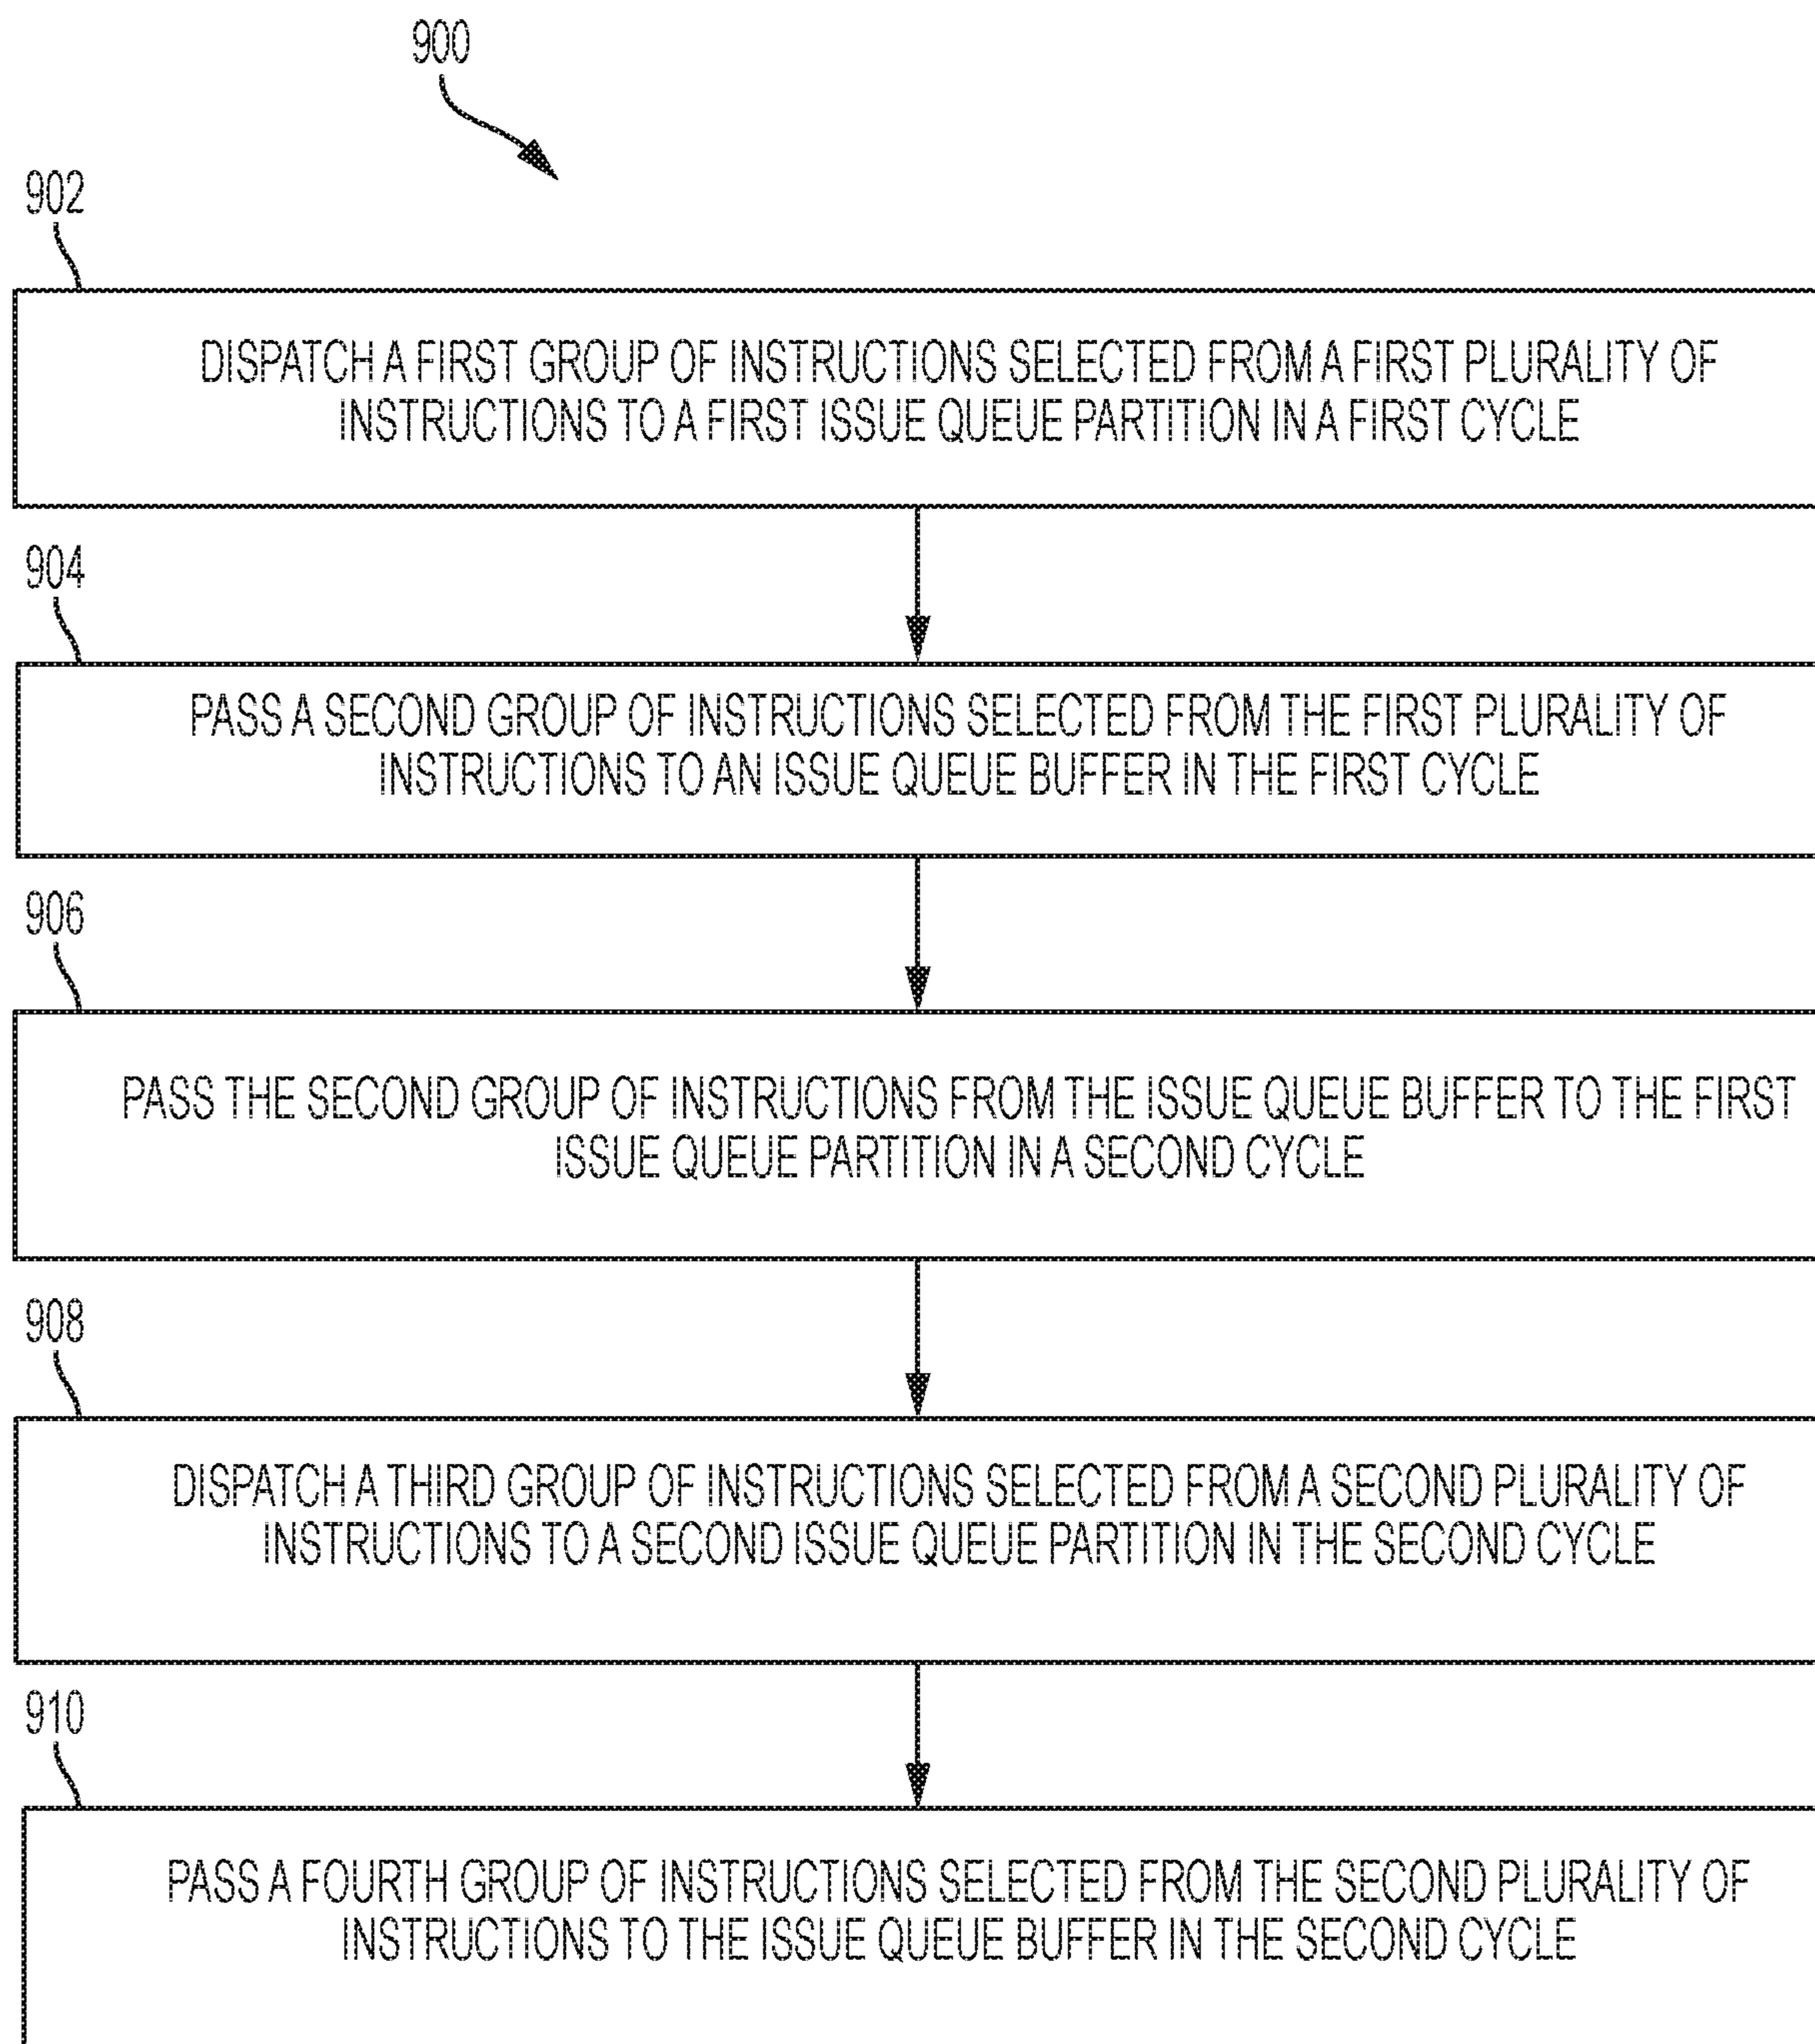 900
902
DISPATCH A FIRST GROUP OF INSTRUCTIONS SELECTED FROM A FIRST PLURALITY OF
INSTRUCTIONS TO A FIRST ISSUE QUEUE PARTITION IN A FIRST CYCLE
904
PASS A SECOND GROUP OF INSTRUCTIONS SELECTED FROM THE FIRST PLURALITY OF
INSTRUCTIONS TO AN ISSUE QUEUE BUFFER IN THE FIRST CYCLE
906
PASS THE SECOND GROUP OF INSTRUCTIONS FROM THE ISSUE QUEUE BUFFER TO THE FIRST
ISSUE QUEUE PARTITION IN A SECOND CYCLE
908
DISPATCH A THIRD GROUP OF INSTRUCTIONS SELECTED FROM A SECOND PLURALITY OF
INSTRUCTIONS TO A SECOND ISSUE QUEUE PARTITION IN THE SECOND CYCLE
910
PASS A FOURTH GROUP OF INSTRUCTIONS SELECTED FROM THE SECOND PLURALITY OF
INSTRUCTIONS TO THE ISSUE QUEUE BUFFER IN THE SECOND CYCLE